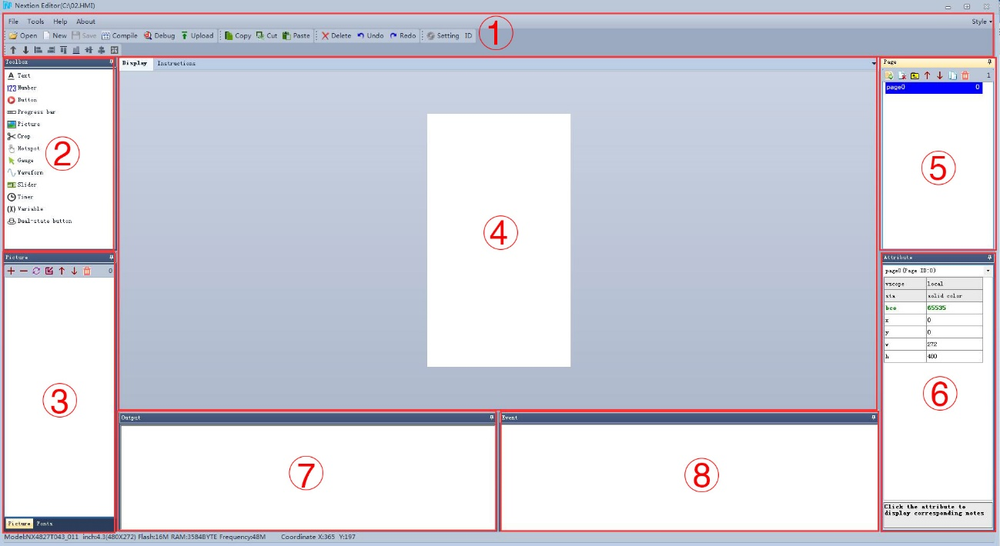 Nextion Editor(C:\02.HMI)
File Tools Help About Style
Open New Save Compile Debug Upload Copy Cut Paste Delete Undo Redo Setting ID
①
Toolbox
Text
123 Number
Button
Progress bar
Picture
Crop
Hotspot
Gauge
Waveform
Slider
Timer
(X) Variable
Dual-state button
②
Picture
0
③
Picture Fonts
Display Instructions
④
Page
1
page0 0
⑤
Attribute
page0(Page ID:0)
vscope local
sta solid color
bco 65535
x 0
y 0
w 272
h 480
⑥
Click the attribute to
display corresponding notes
Output
⑦
Event
⑧
Model:NX4827T043_011 inch:4.3(480X272) Flash:16M RAM:3584BYTE Frequency:48M Coordinate X:365 Y:197